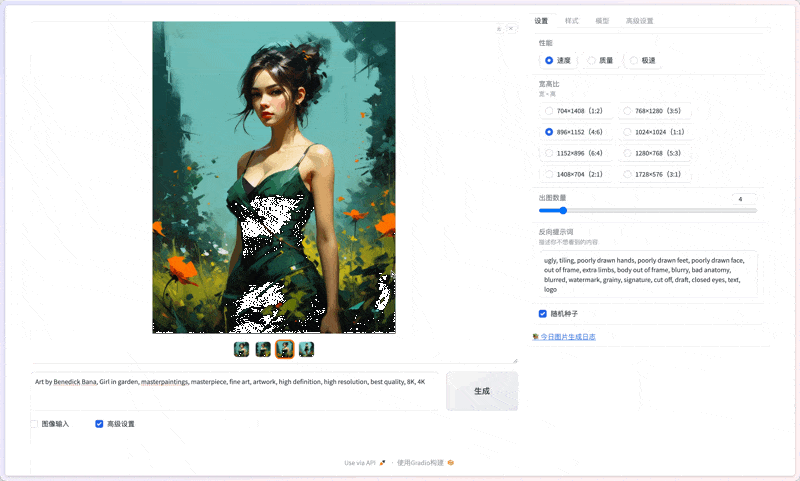 设置 样式 模型 高级设置
性能
速度 质量 极速
宽高比
宽 × 高
704×1408 (1:2) 768×1280 (3:5)
896×1152 (4:6) 1024×1024 (1:1)
1152×896 (6:4) 1280×768 (5:3)
1408×704 (2:1) 1728×576 (3:1)
出图数量 4
反向提示词
描述你不想看到的内容
ugly, tiling, poorly drawn hands, poorly drawn feet, poorly drawn face,
out of frame, extra limbs, body out of frame, blurry, bad anatomy,
blurred, watermark, grainy, signature, cut off, draft, closed eyes, text,
logo
随机种子
今日图片生成日志
Art by Benedick Bana, Girl in garden, masterpaintings, masterpiece, fine art, artwork, high definition, high resolution, best quality, 8K, 4K
生成
图像输入 高级设置
Use via API · 使用Gradio构建